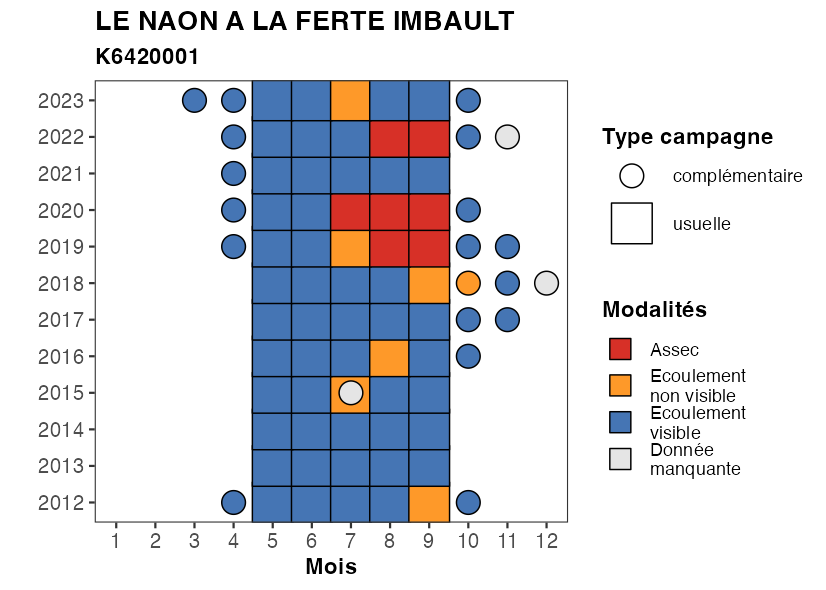 LE NAON A LA FERTE IMBAULT
K6420001
2023
2022
2021
2020
2019
2018
2017
2016
2015
2014
2013
2012
1 2 3 4 5 6 7 8 9 10 11 12
Mois
Type campagne
complémentaire
usuelle
Modalités
Assec
Ecoulement
non visible
Ecoulement
visible
Donnée
manquante